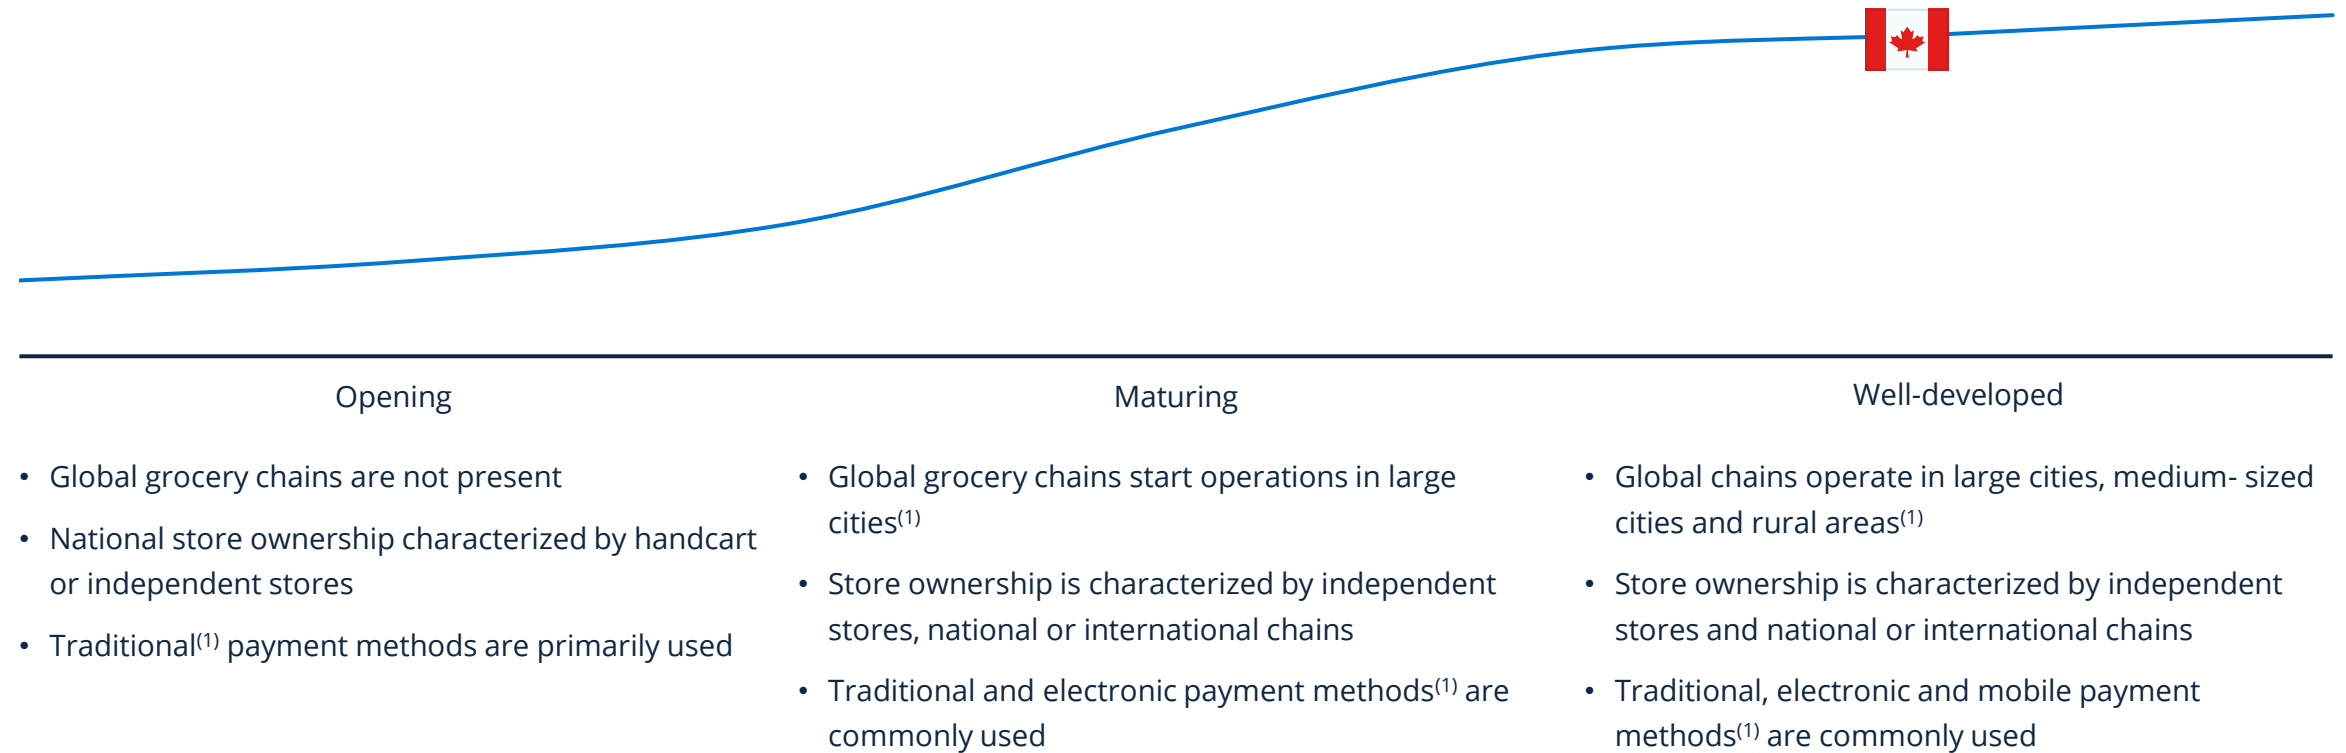 Opening
• Global grocery chains are not present
• National store ownership characterized by handcart
or independent stores
• Traditional(1) payment methods are primarily used
Maturing
• Global grocery chains start operations in large
cities(1)
• Store ownership is characterized by independent
stores, national or international chains
• Traditional and electronic payment methods(1) are
commonly used
Well-developed
• Global chains operate in large cities, medium- sized
cities and rural areas(1)
• Store ownership is characterized by independent
stores and national or international chains
• Traditional, electronic and mobile payment
methods(1) are commonly used